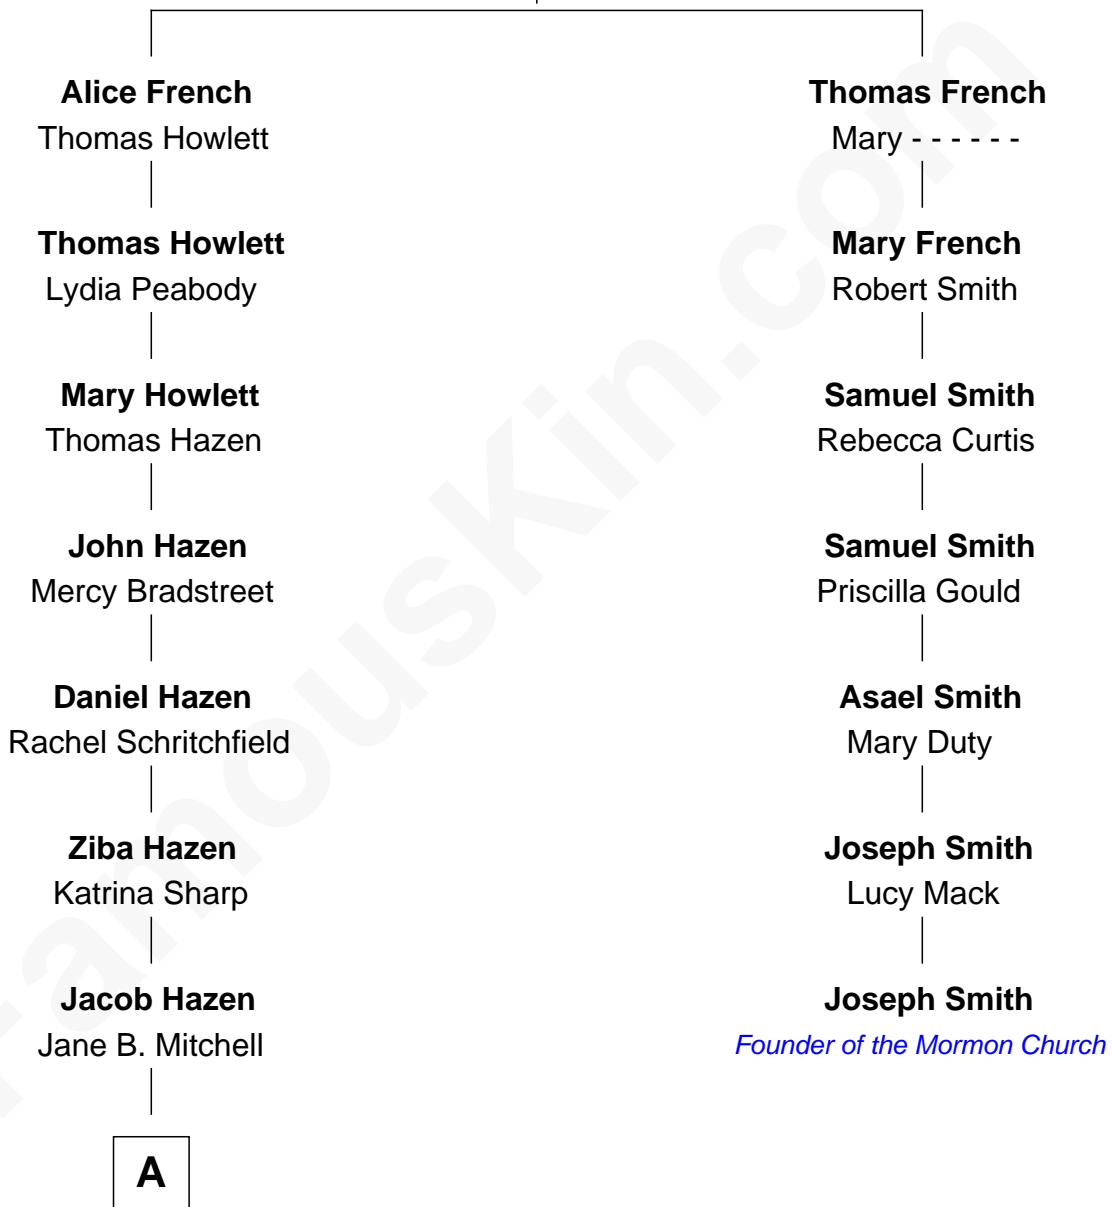 Alice French
Thomas Howlett
Thomas Howlett
Lydia Peabody
Mary Howlett
Thomas Hazen
John Hazen
Mercy Bradstreet
Daniel Hazen
Rachel Schritchfield
Ziba Hazen
Katrina Sharp
Jacob Hazen
Jane B. Mitchell
A
Thomas French
Mary - - - - - -
Mary French
Robert Smith
Samuel Smith
Rebecca Curtis
Samuel Smith
Priscilla Gould
Asael Smith
Mary Duty
Joseph Smith
Lucy Mack
Joseph Smith
Founder of the Mormon Church
FamousKin.com